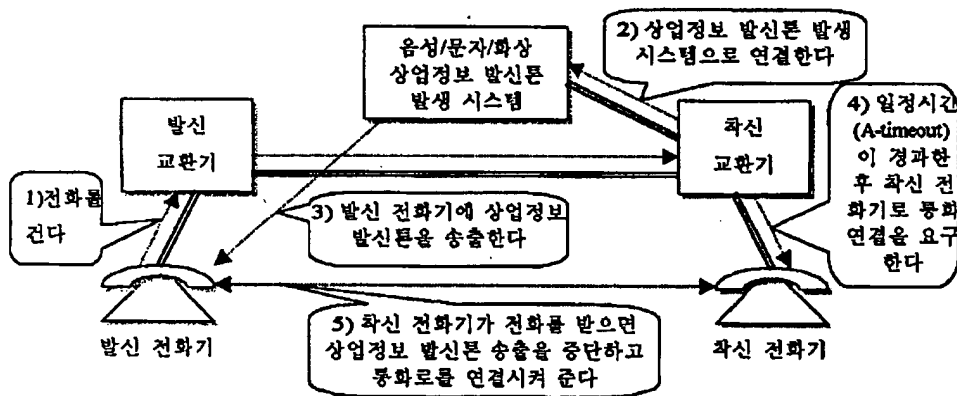 음성/문자/화상
상업정보 발신톤
발생 시스템
2) 상업정보 발신톤 발생
시스템으로 연결한다
발신
교환기
착신
교환기
4) 일정시간
(A-timeout)
이 경과한
후 착신 전
화기로 통화
연결을 요구
한다
1)전화를
건다
3) 발신 전화기에 상업정보
발신톤을 송출한다
5) 착신 전화기가 전화를 받으면
상업정보 발신톤 송출을 중단하고
통화로를 연결시켜 준다
발신 전화기
착신 전화기